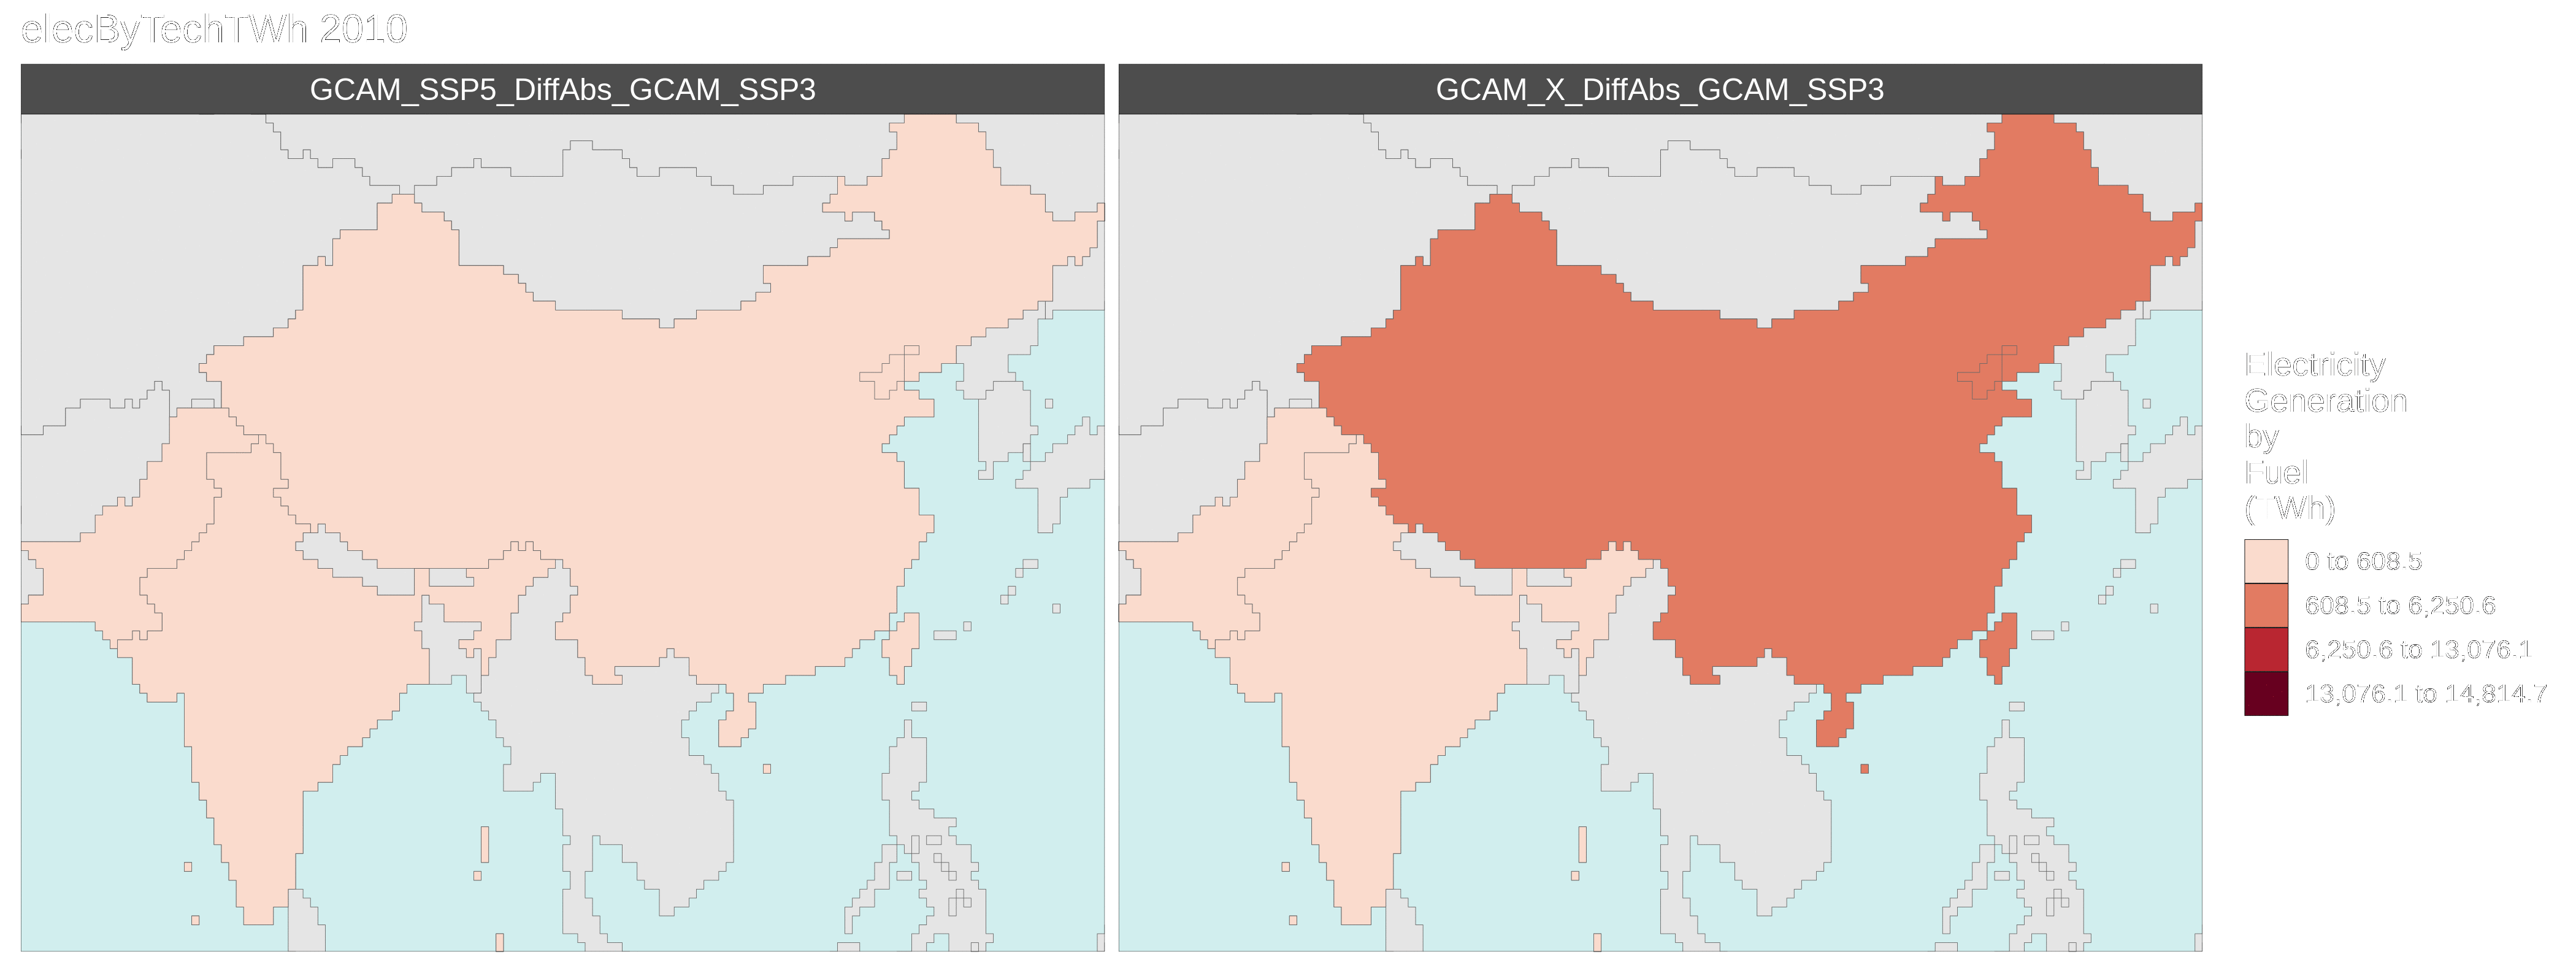 elecByTechTWh 2010
GCAM_SSP5_DiffAbs_GCAM_SSP3
GCAM_X_DiffAbs_GCAM_SSP3
Electricity
Generation
by
Fuel
(TWh)
0 to 608.5
608.5 to 6,250.6
6,250.6 to 13,076.1
13,076.1 to 14,814.7